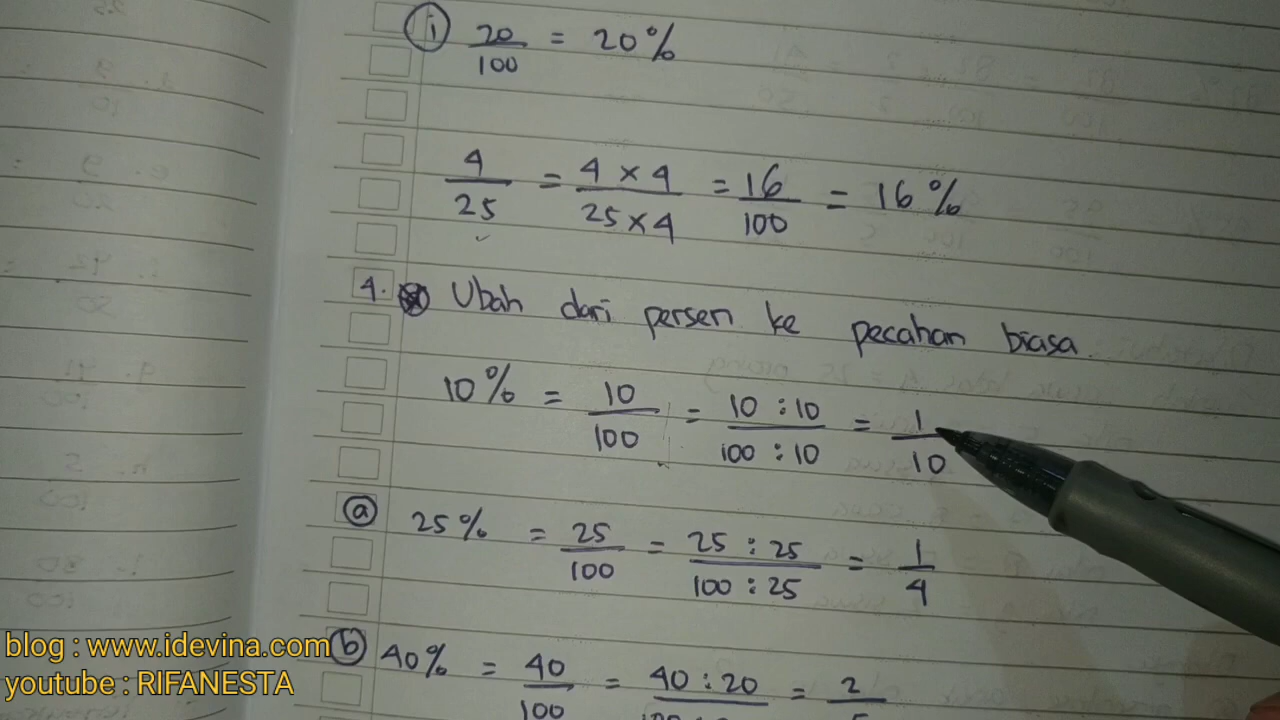 i 20/100 = 20%
4/25 = 4 x 4/25 x 4 = 16/100 = 16%
4. Ubah dari persen ke pecahan biasa.
10% = 10/100 = 10 : 10/100 : 10 = 1/10
a 25% = 25/100 = 25 : 25/100 : 25 = 1/4
b 40% = 40/100 = 40 : 20 = 2
blog : www.idevina.com
youtube : RIFANESTA